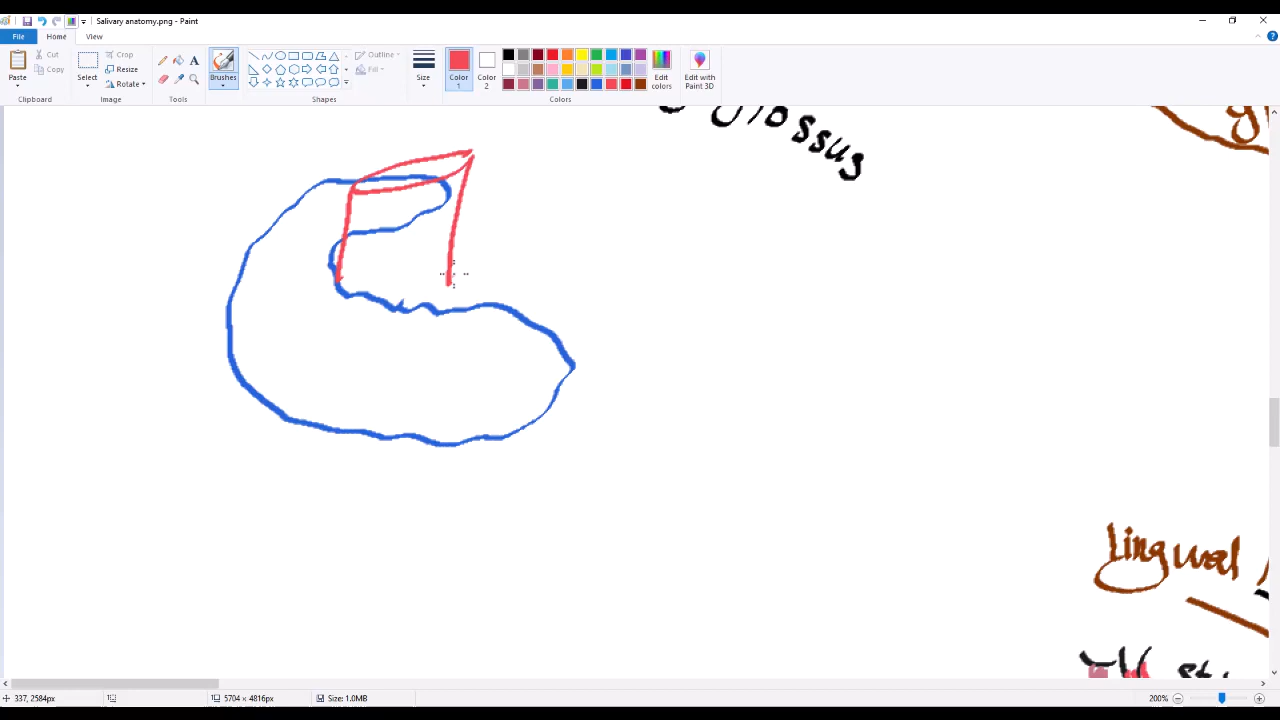 Salivary anatomy.png - Paint
File
Home
View
Paste
Cut
Copy
Clipboard
Select
Crop
Resize
Rotate
Image
Tools
Brushes
Outline
Fill
Shapes
Size
Color
1
Color
2
Edit
colors
Edit with
Paint 3D
Colors
glossus
Lingual
337, 2584px
5704 × 4816px
Size: 1.0MB
200%